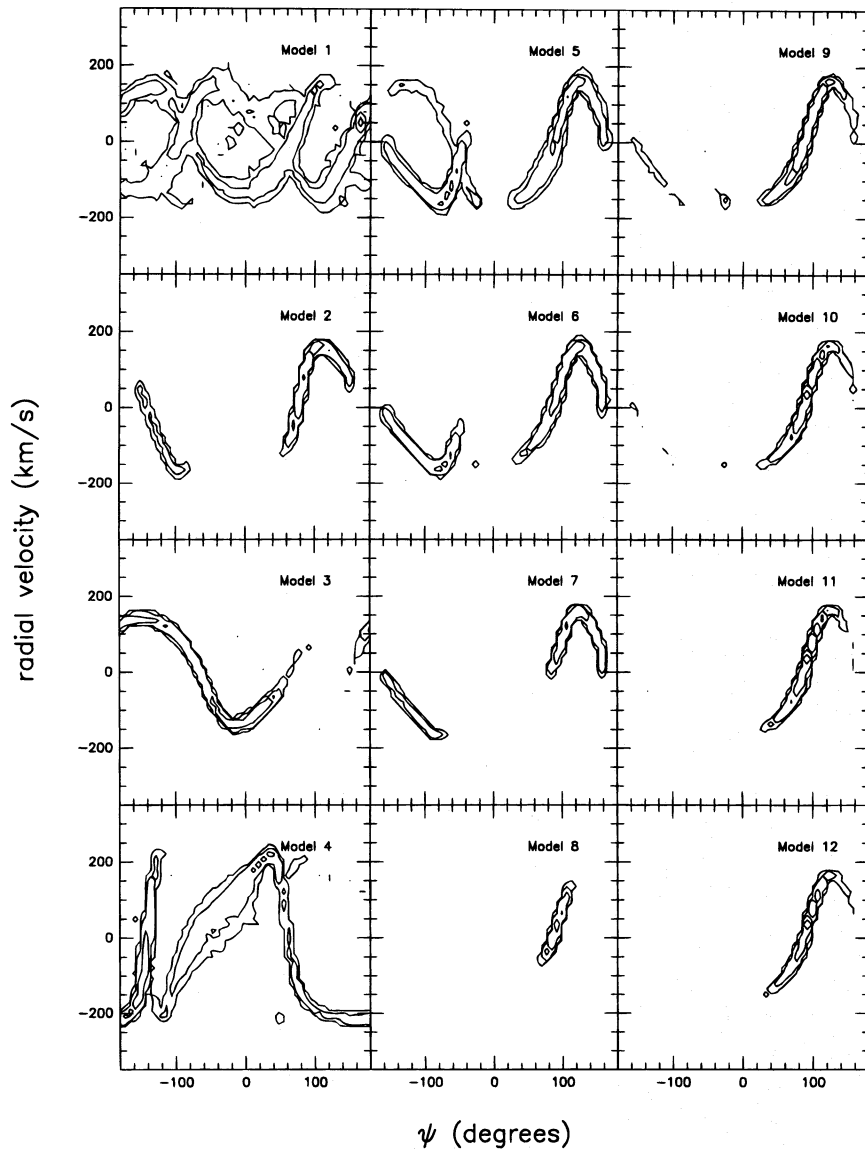 Model 1
Model 5
Model 9
200
0
−200
Model 2
Model 6
Model 10
200
0
−200
Model 3
Model 7
Model 11
200
0
−200
Model 4
Model 8
Model 12
200
0
−200
−100 0 100 −100 0 100 −100 0 100
radial velocity (km/s)
ψ (degrees)